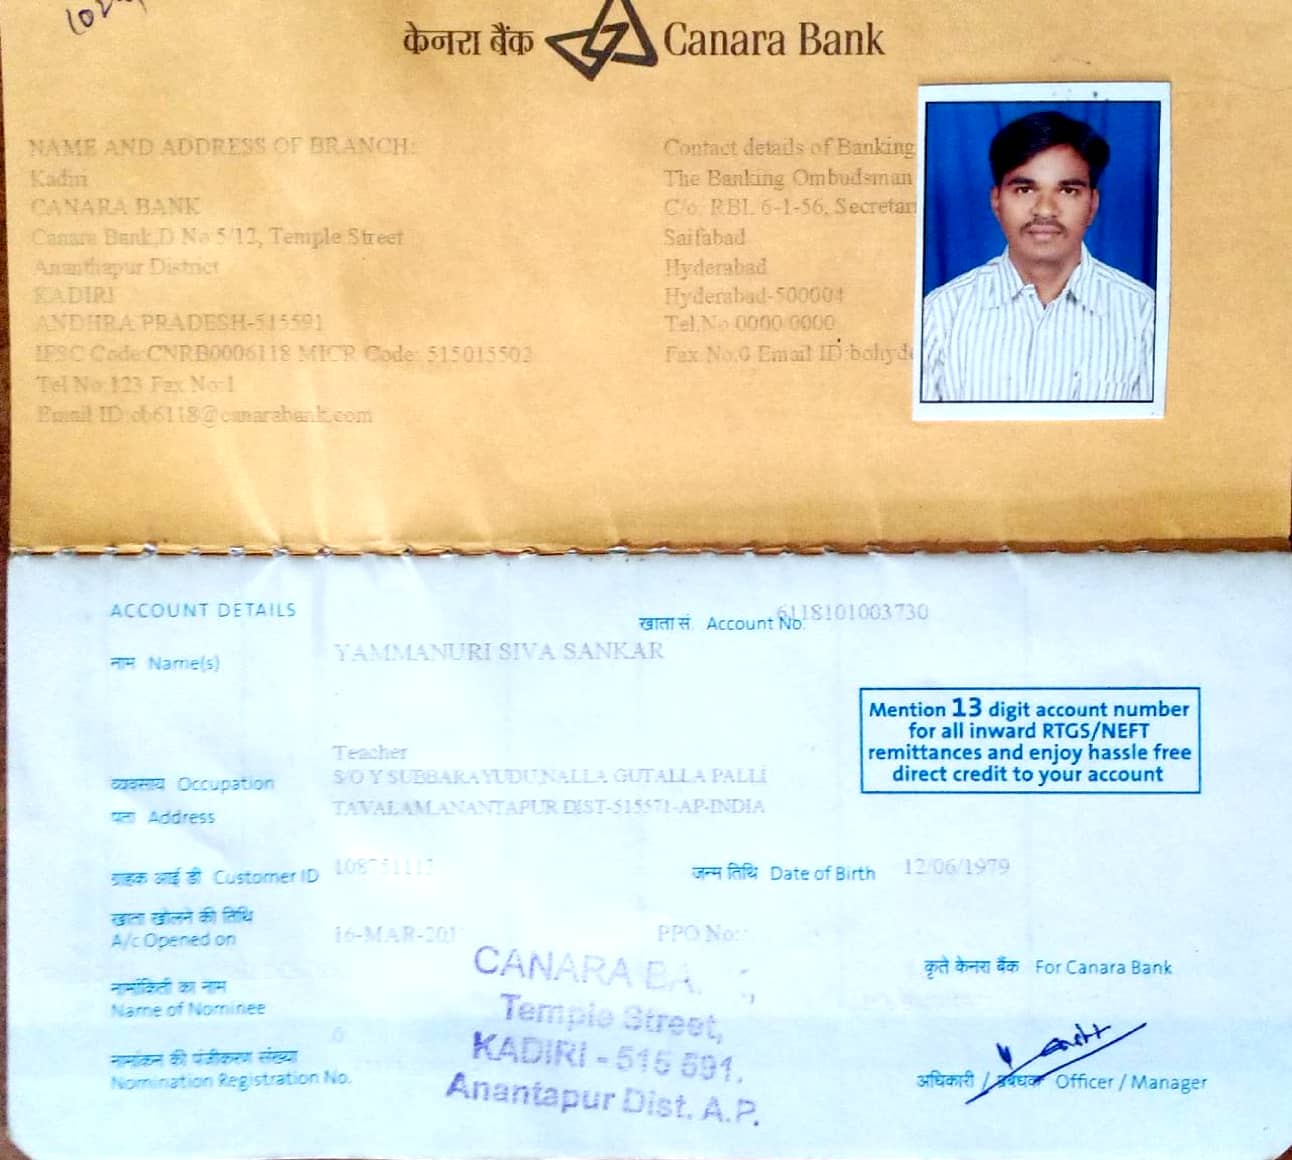 केनरा बैंक Canara Bank
NAME AND ADDRESS OF BRANCH:
Kadiri
CANARA BANK
Canara Bank,D No 5/12, Temple Street
Ananthapur District
KADIRI
ANDHRA PRADESH-515591
IFSC Code:CNRB0006118 MICR Code: 515015502
Tel No:123 Fax No:1
Email ID:cb6118@canarabank.com
Contact details of Banking
The Banking Ombudsman
C/o: RBI, 6-1-56, Secretari
Saifabad
Hyderabad
Hyderabad-500004
Tel.No 0000 0000
Fax No.0 Email ID:bohyde
ACCOUNT DETAILS
खाता सं. Account No. 6118101003730
नाम Name(s) YAMMANURI SIVA SANKAR
Mention 13 digit account number
for all inward RTGS/NEFT
remittances and enjoy hassle free
direct credit to your account
Teacher
व्यवसाय Occupation S O Y SUBBARAYUDU NALLA GUTALLA PALLI
पता Address TAVALAM,ANANTAPUR DIST-515571-AP-INDIA
ग्राहक आई डी Customer ID
जन्म तिथि Date of Birth 12/06/1979
खाता खोलने की तिथि
A/c Opened on 16-MAR-201
PPO No:
नामांकिती का नाम
Name of Nominee
0
नामांकन की पंजीकरण संख्या
Nomination Registration No.
CANARA BA
Temple Street,
KADIRI - 515 591.
Anantapur Dist. A.P.
कृते केनरा बैंक For Canara Bank
अधिकारी / प्रबंधक Officer / Manager